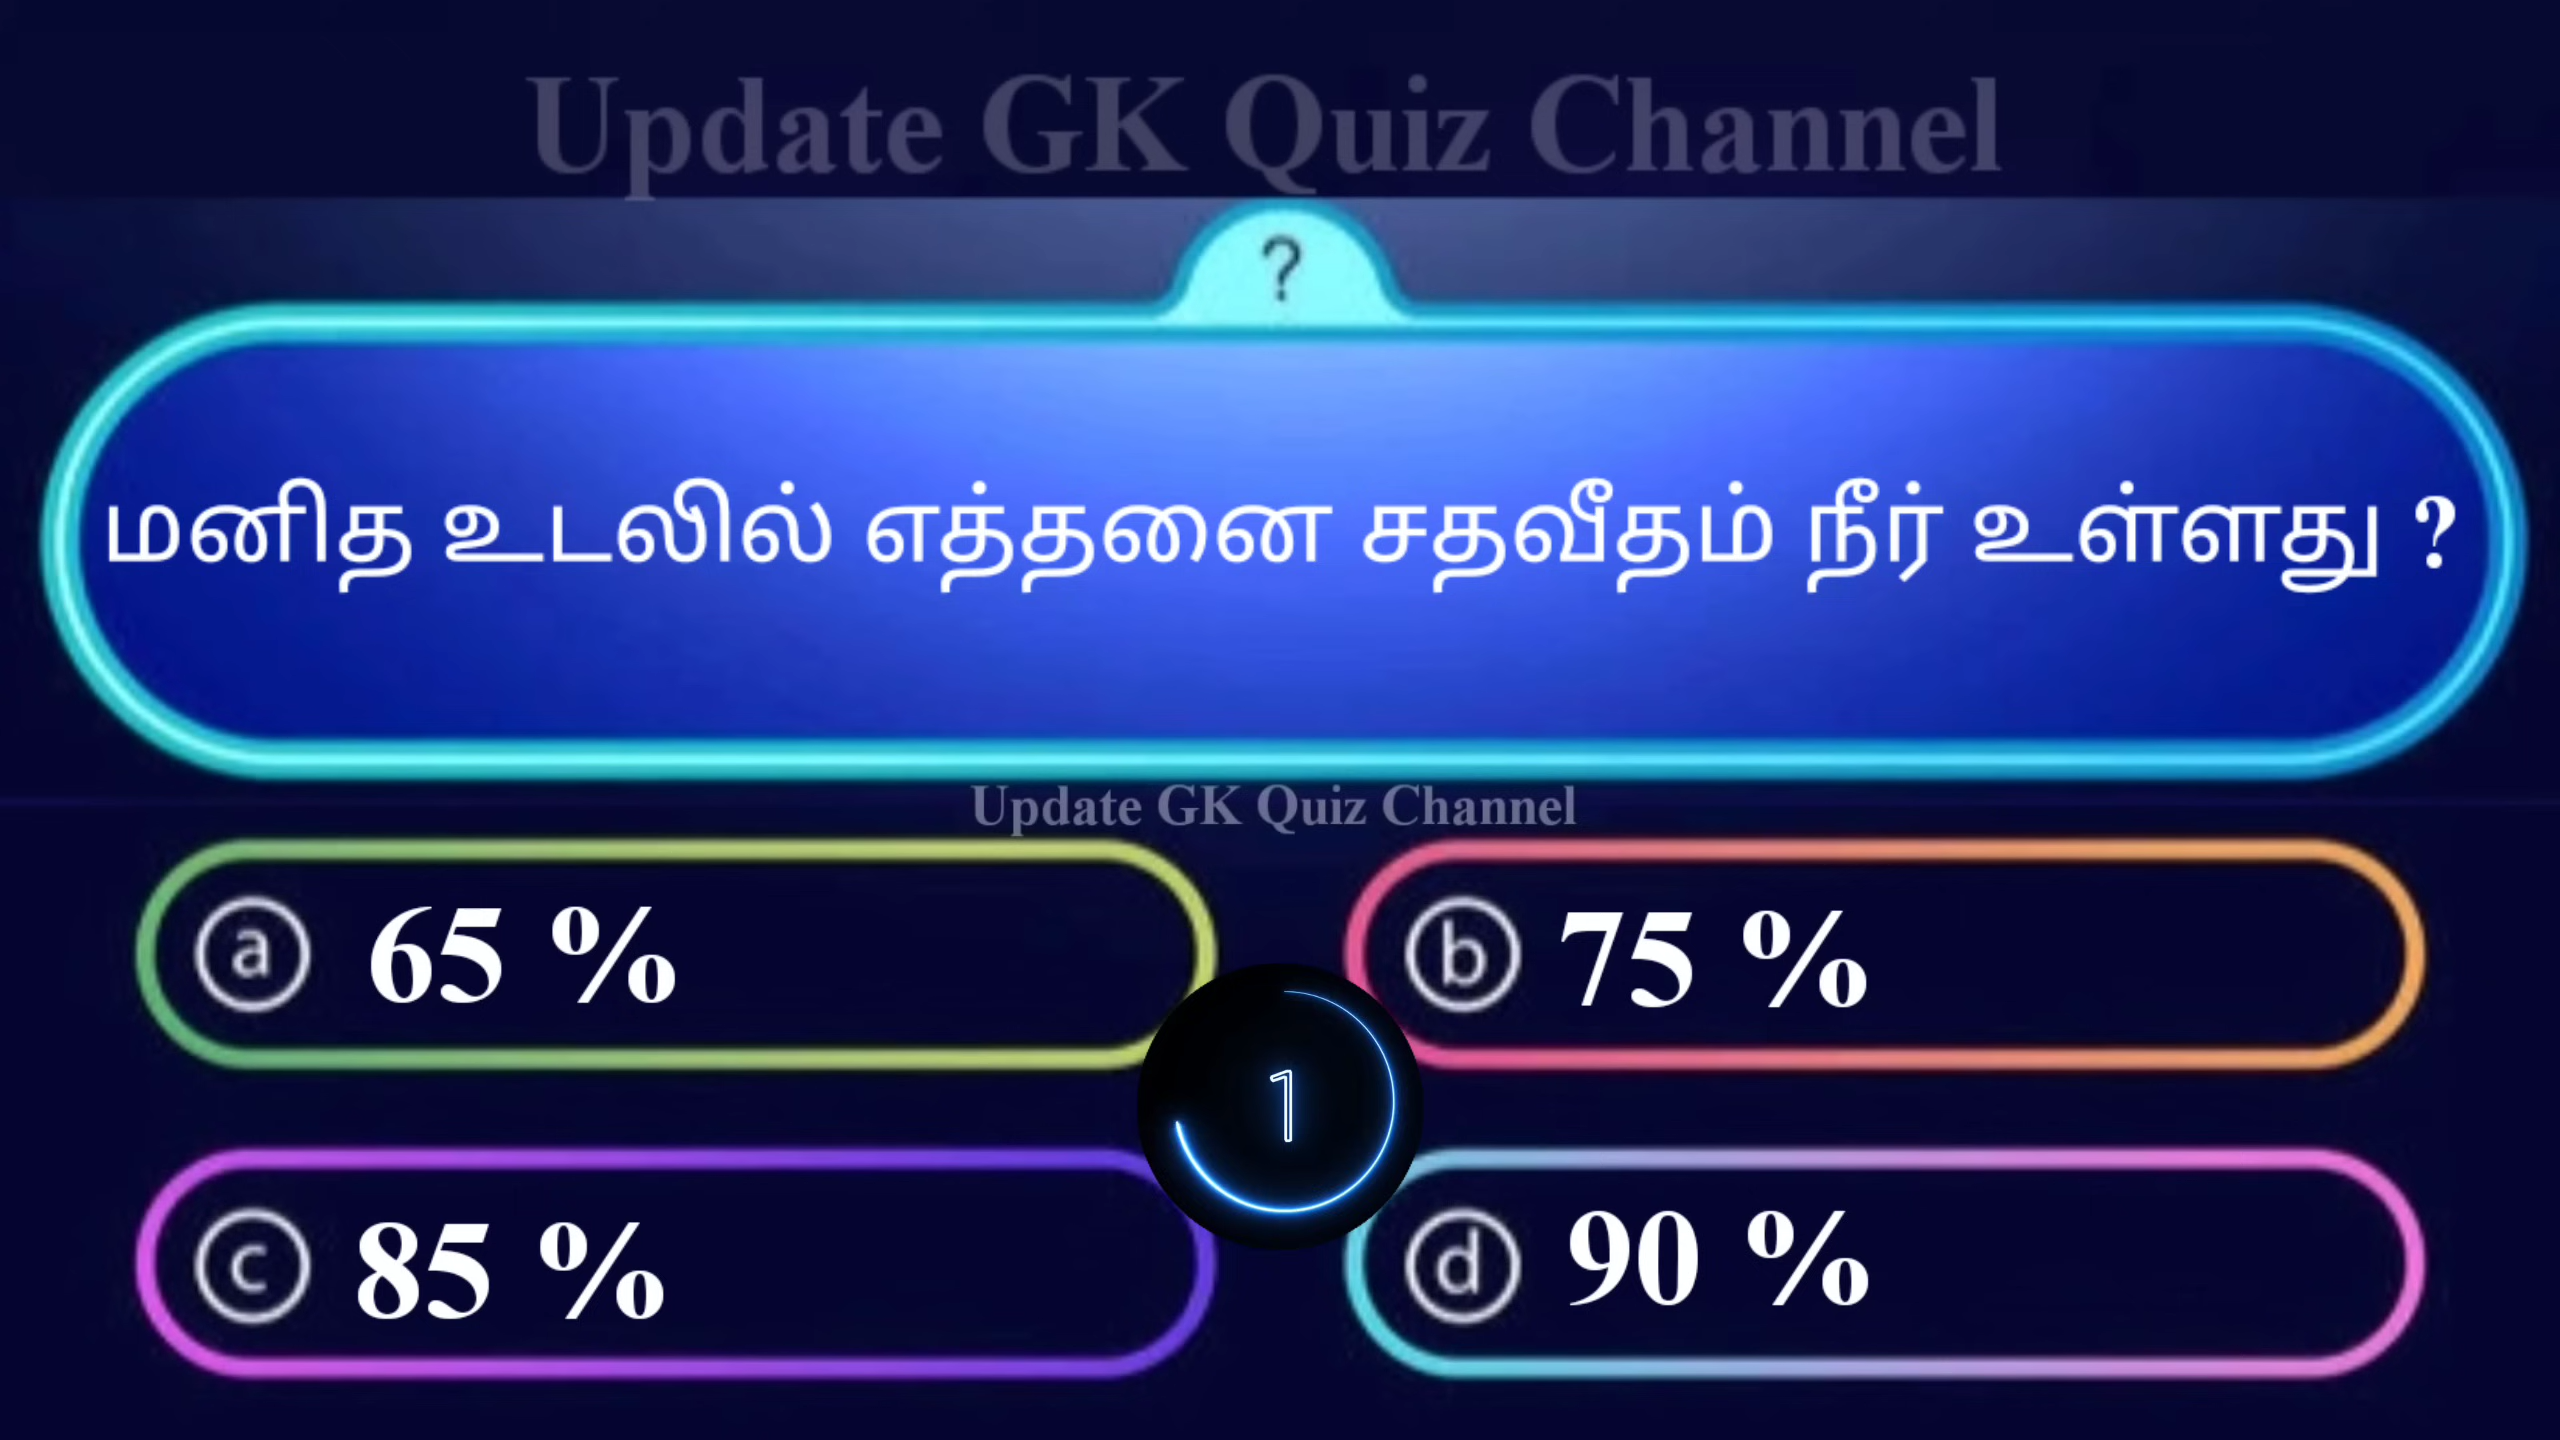 Update GK Quiz Channel
?
மனித உடலில் எத்தனை சதவீதம் நீர் உள்ளது ?
Update GK Quiz Channel
a 65 %
b 75 %
1
c 85 %
d 90 %